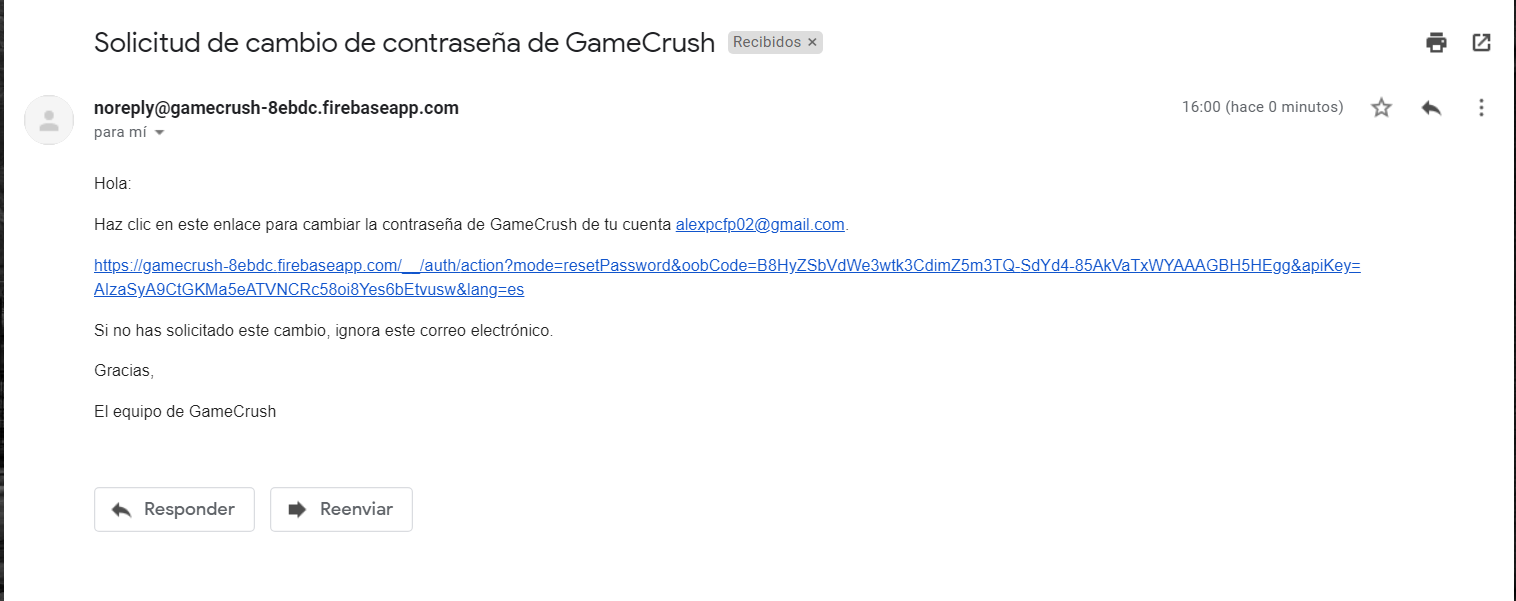 Solicitud de cambio de contraseña de GameCrush Recibidos ×
noreply@gamecrush-8ebdc.firebaseapp.com 16:00 (hace 0 minutos)
para mí
Hola:
Haz clic en este enlace para cambiar la contraseña de GameCrush de tu cuenta alexpcfp02@gmail.com.
https://gamecrush-8ebdc.firebaseapp.com/__/auth/action?mode=resetPassword&oobCode=B8HyZSbVdWe3wtk3CdimZ5m3TQ-SdYd4-85AkVaTxWYAAAGBH5HEgg&apiKey=
AIzaSyA9CtGKMa5eATVNCRc58oi8Yes6bEtvusw&lang=es
Si no has solicitado este cambio, ignora este correo electrónico.
Gracias,
El equipo de GameCrush
Responder Reenviar